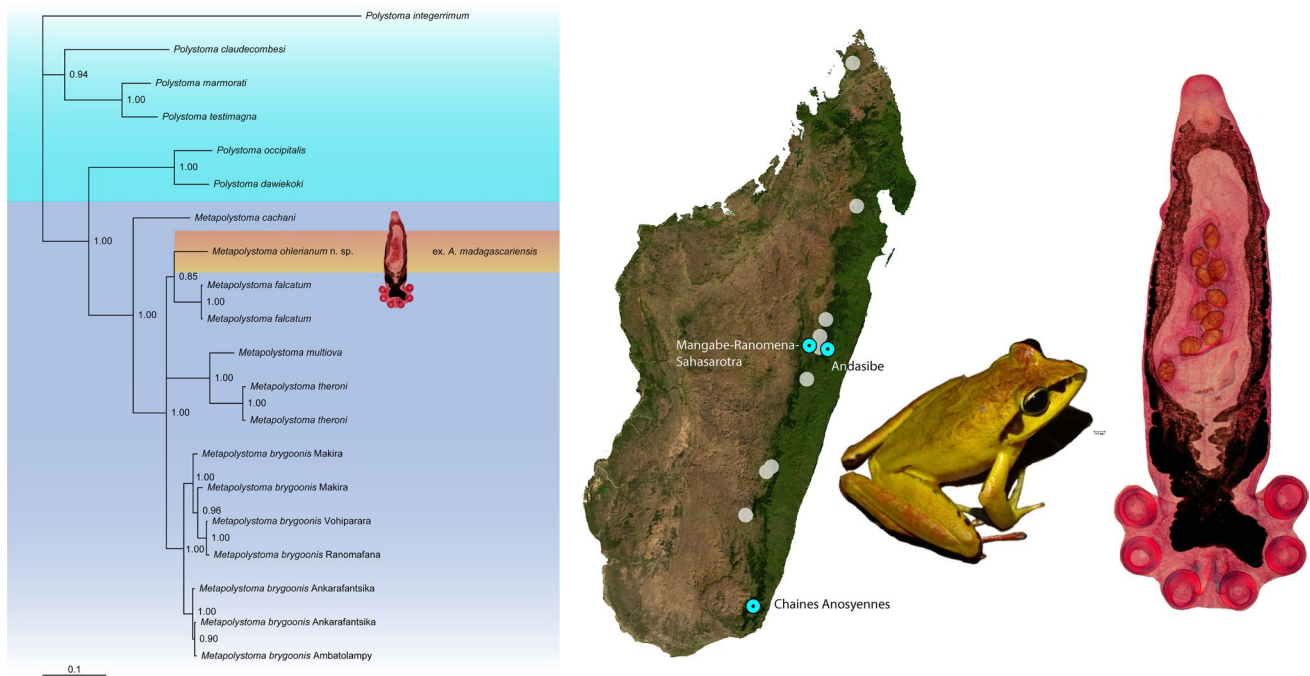 Polystoma integerrimum
Polystoma claudecombesi
0.94
Polystoma marmorati
1.00
Polystoma testimagna
Polystoma occipitalis
1.00
Polystoma dawiekoki
1.00
Metapolystoma cachani
Metapolystoma ohlerianum n. sp.
ex. A. madagascariensis
0.85
Metapolystoma falcatum
1.00
1.00
Metapolystoma falcatum
Metapolystoma multiova
1.00
Metapolystoma theroni
1.00
1.00
Metapolystoma theroni
Metapolystoma brygoonis Makira
1.00
Metapolystoma brygoonis Makira
0.96
Metapolystoma brygoonis Vohiparara
1.00
1.00
Metapolystoma brygoonis Ranomafana
Metapolystoma brygoonis Ankarafantsika
1.00
Metapolystoma brygoonis Ankarafantsika
0.90
Metapolystoma brygoonis Ambatolampy
0.1
Mangabe-Ranomena-
Sahasarotra
Andasibe
Chaines Anosyennes